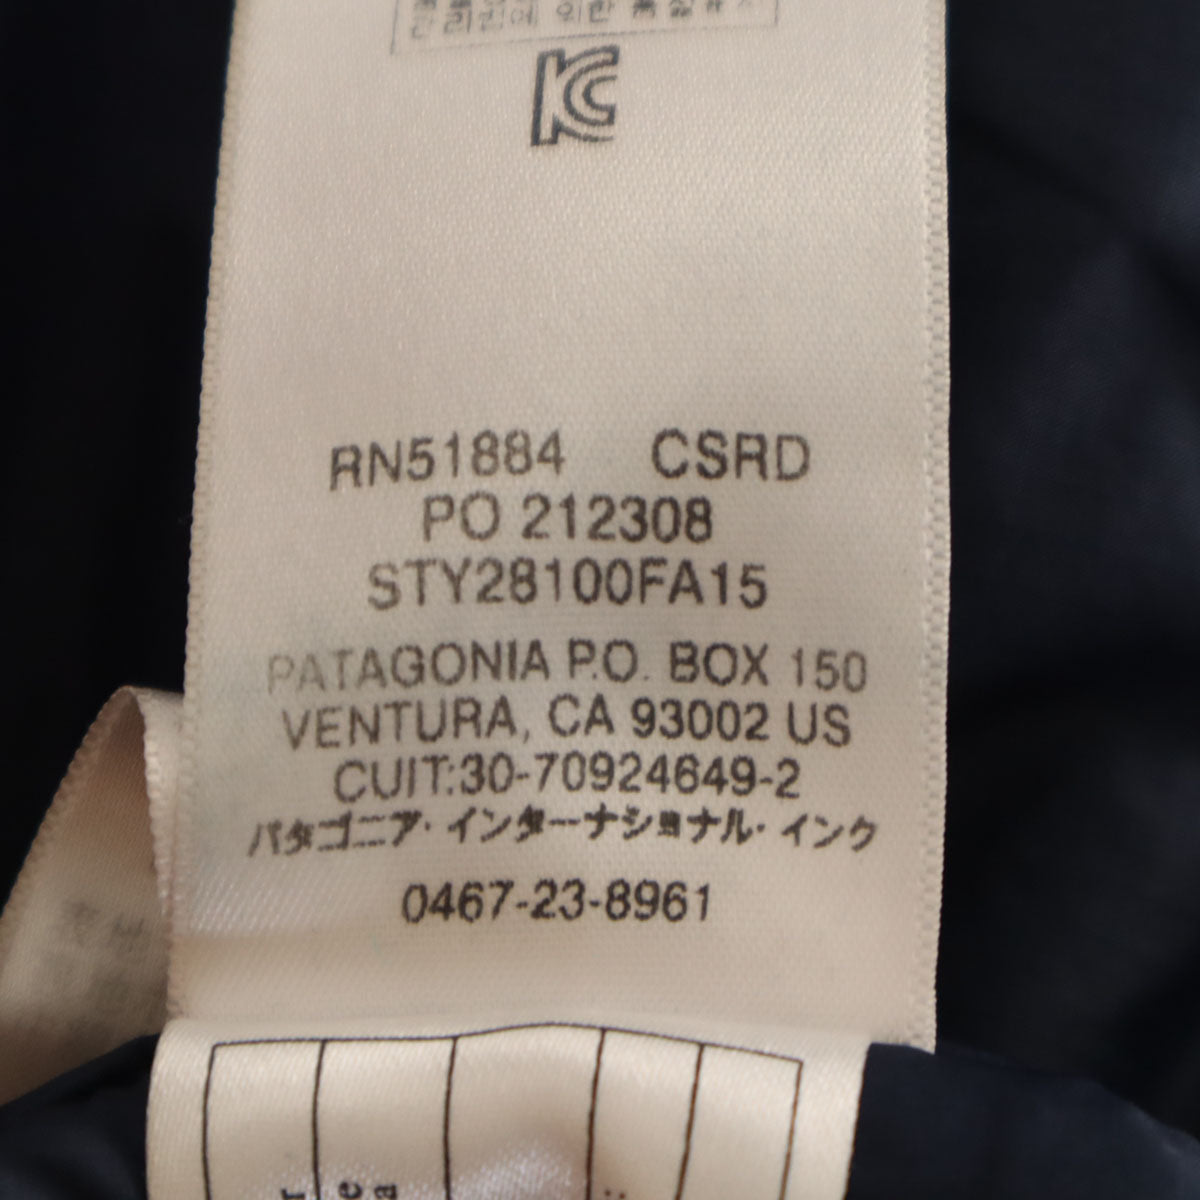 KC
RN51884 CSRD
PO 212308
STY28100FA15
PATAGONIA P.O. BOX 150
VENTURA, CA 93002 US
CUIT:30-70924649-2
パタゴニア・インターナショナル・インク
0467-23-8961